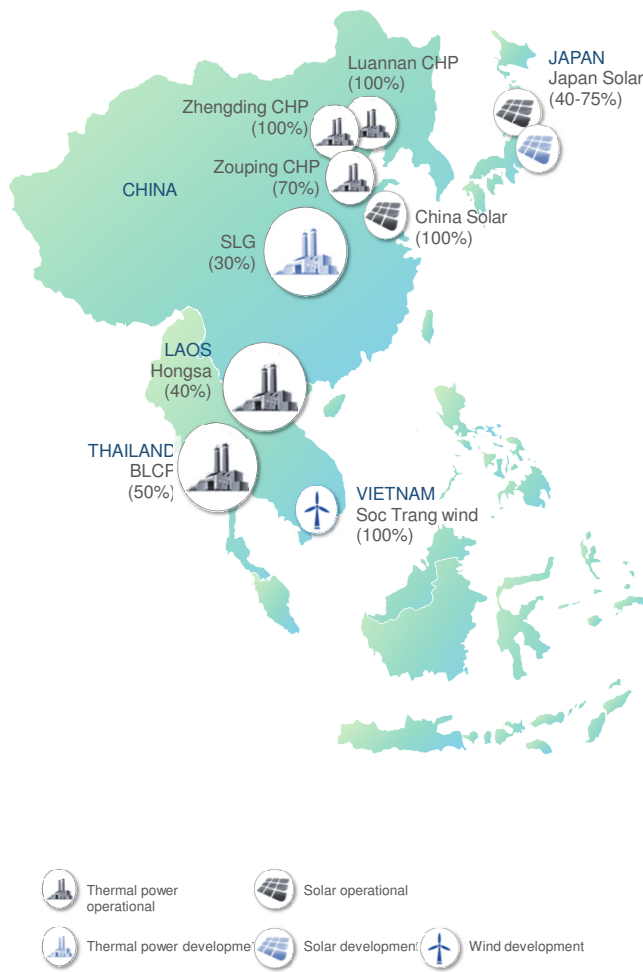 Luannan CHP
(100%)
Zhengding CHP
(100%)
Zouping CHP
(70%)
JAPAN
Japan Solar
(40-75%)
CHINA
China Solar
(100%)
SLG
(30%)
LAOS
Hongsa
(40%)
THAILAND
BLCP
(50%)
VIETNAM
Soc Trang wind
(100%)
Thermal power
operational
Solar operational
Thermal power developme
Solar development
Wind development